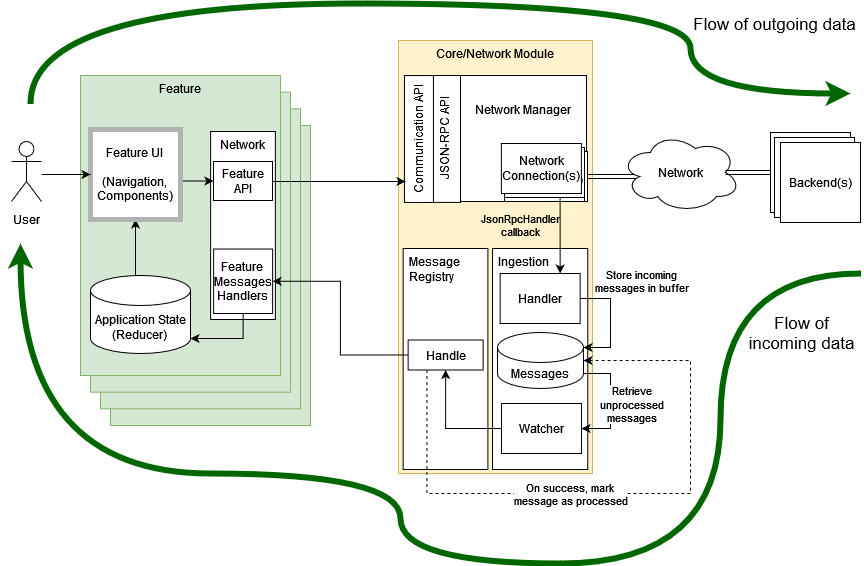 Flow of outgoing data
Core/Network Module
Feature
Communication API
JSON-RPC API
Network Manager
Network
Feature UI
(Navigation,
Components)
Feature
API
Network
Connection(s)
Network
Backend(s)
User
JsonRpcHandler
callback
Message
Registry
Ingestion
Feature
Messages
Handlers
Store incoming
messages in buffer
Handler
Application State
(Reducer)
Flow of
incoming data
Handle
Messages
Retrieve
unprocessed
messages
Watcher
On success, mark
message as processed